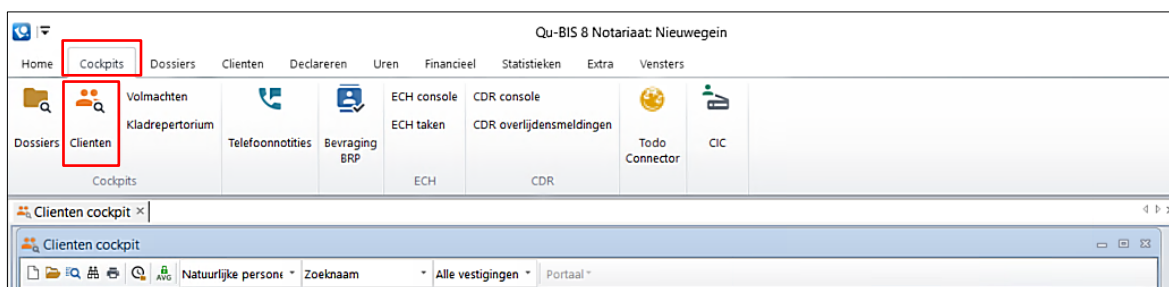 Qu-BIS 8 Notariaat: Nieuwegein
Home Cockpits Dossiers Clienten Declareren Uren Financieel Statistieken Extra Vensters
Volmachten ECH console CDR console
Kladrepertorium ECH taken CDR overlijdensmeldingen
Dossiers Clienten Telefoonnotities Bevraging BRP Todo Connector CIC
Cockpits ECH CDR
Clienten cockpit
Clienten cockpit
AVG Natuurlijke persone Zoeknaam Alle vestigingen Portaal